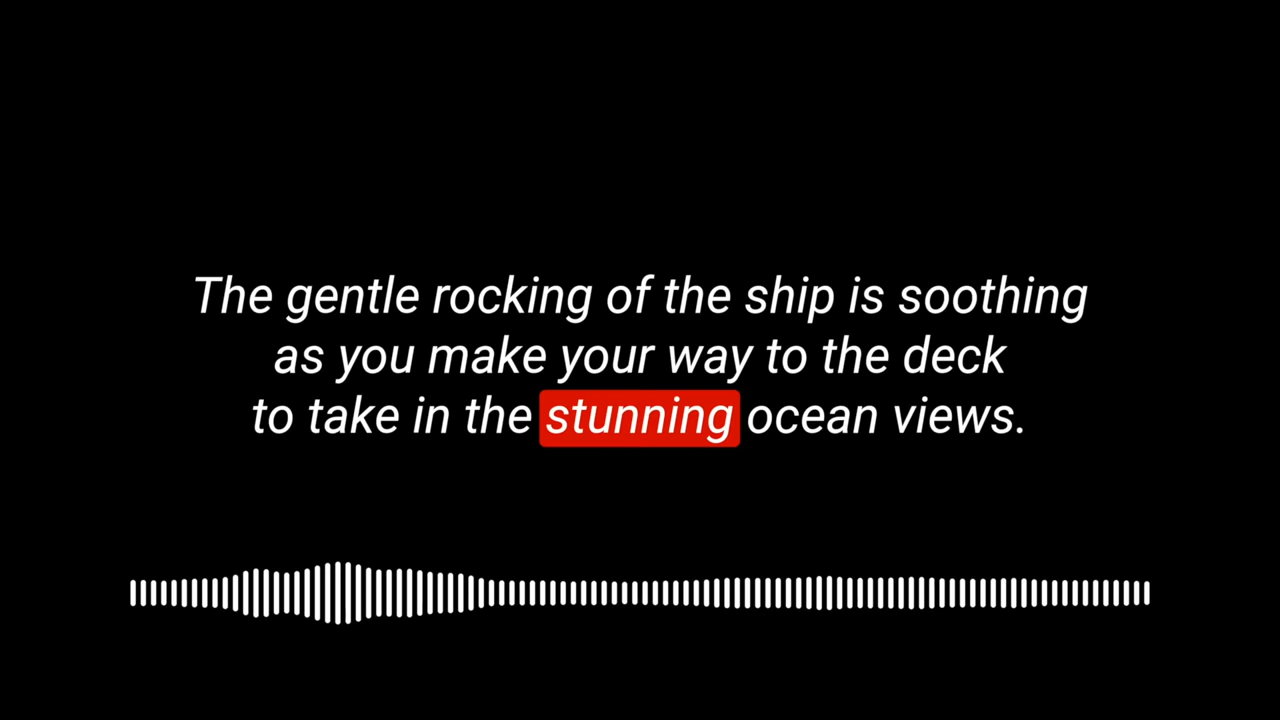 The gentle rocking of the ship is soothing
as you make your way to the deck
to take in the stunning ocean views.